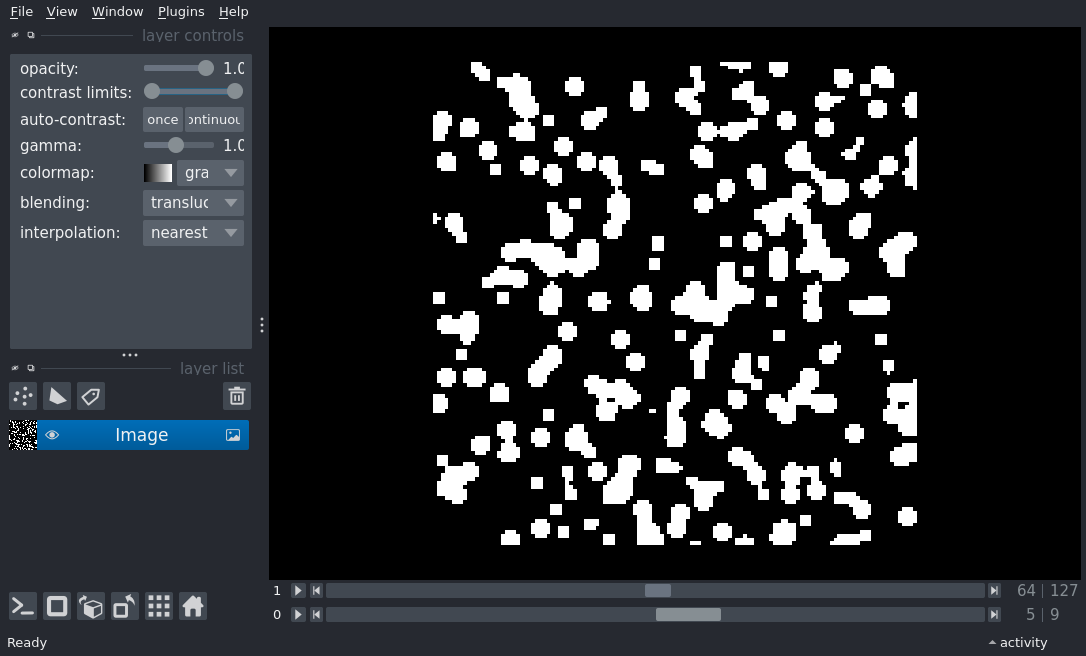 File View Window Plugins Help
layer controls
opacity: 1.0
contrast limits:
auto-contrast: once ontinuou
gamma: 1.0
colormap: gra
blending: transluc
interpolation: nearest
layer list
Image
1 64 127
0 5 9
Ready activity